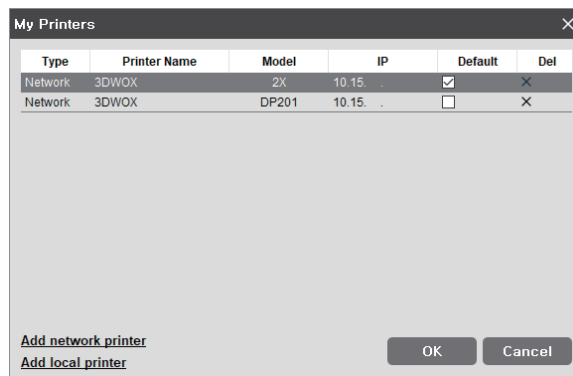 My Printers
Type Printer Name Model IP Default Del
Network 3DWOX 2X 10.15. .
Network 3DWOX DP201 10.15. .
Add network printer
Add local printer
OK Cancel